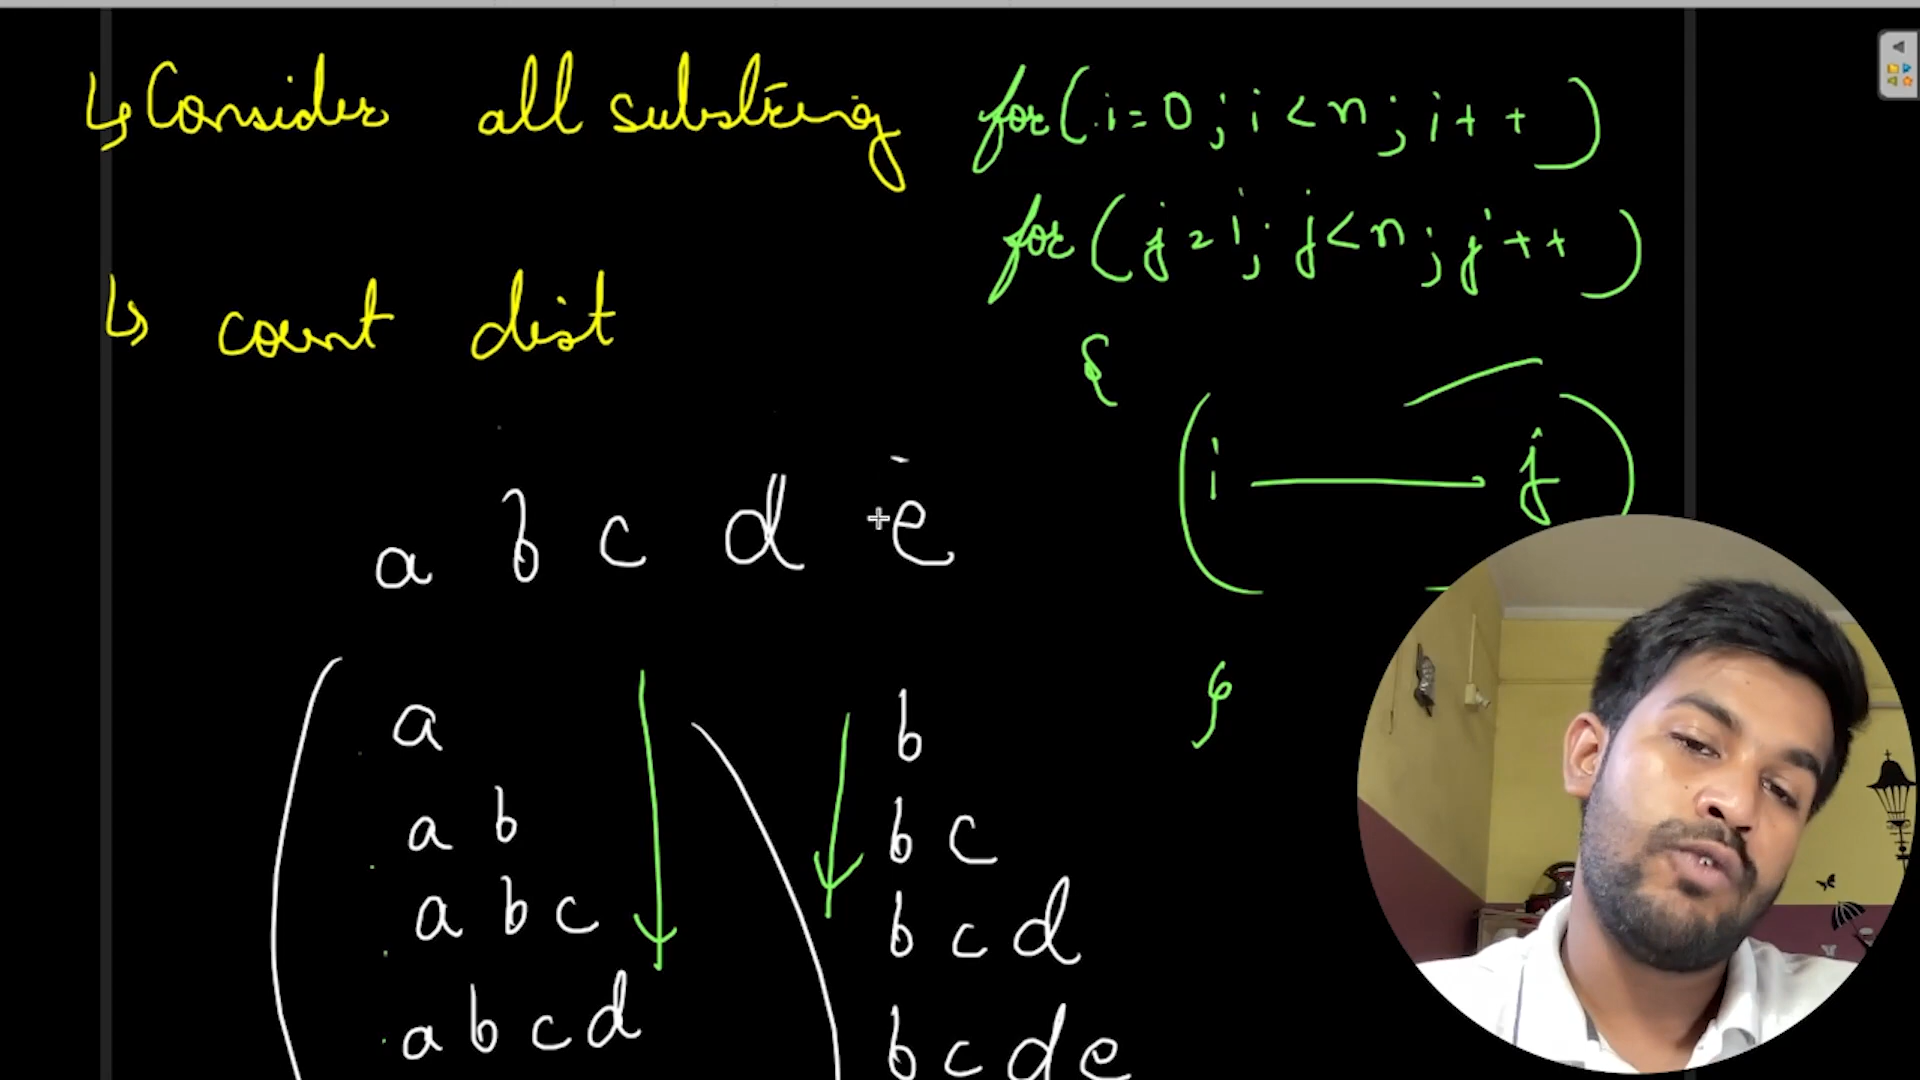 ↳ Consider all substring
for(i=0; i<n; i++)
for(j=i; j<n; j++)
↳ count dist
{
(i — j)
a b c d e
}
a
a b
a b c
a b c d
b
b c
b c d
b c d e